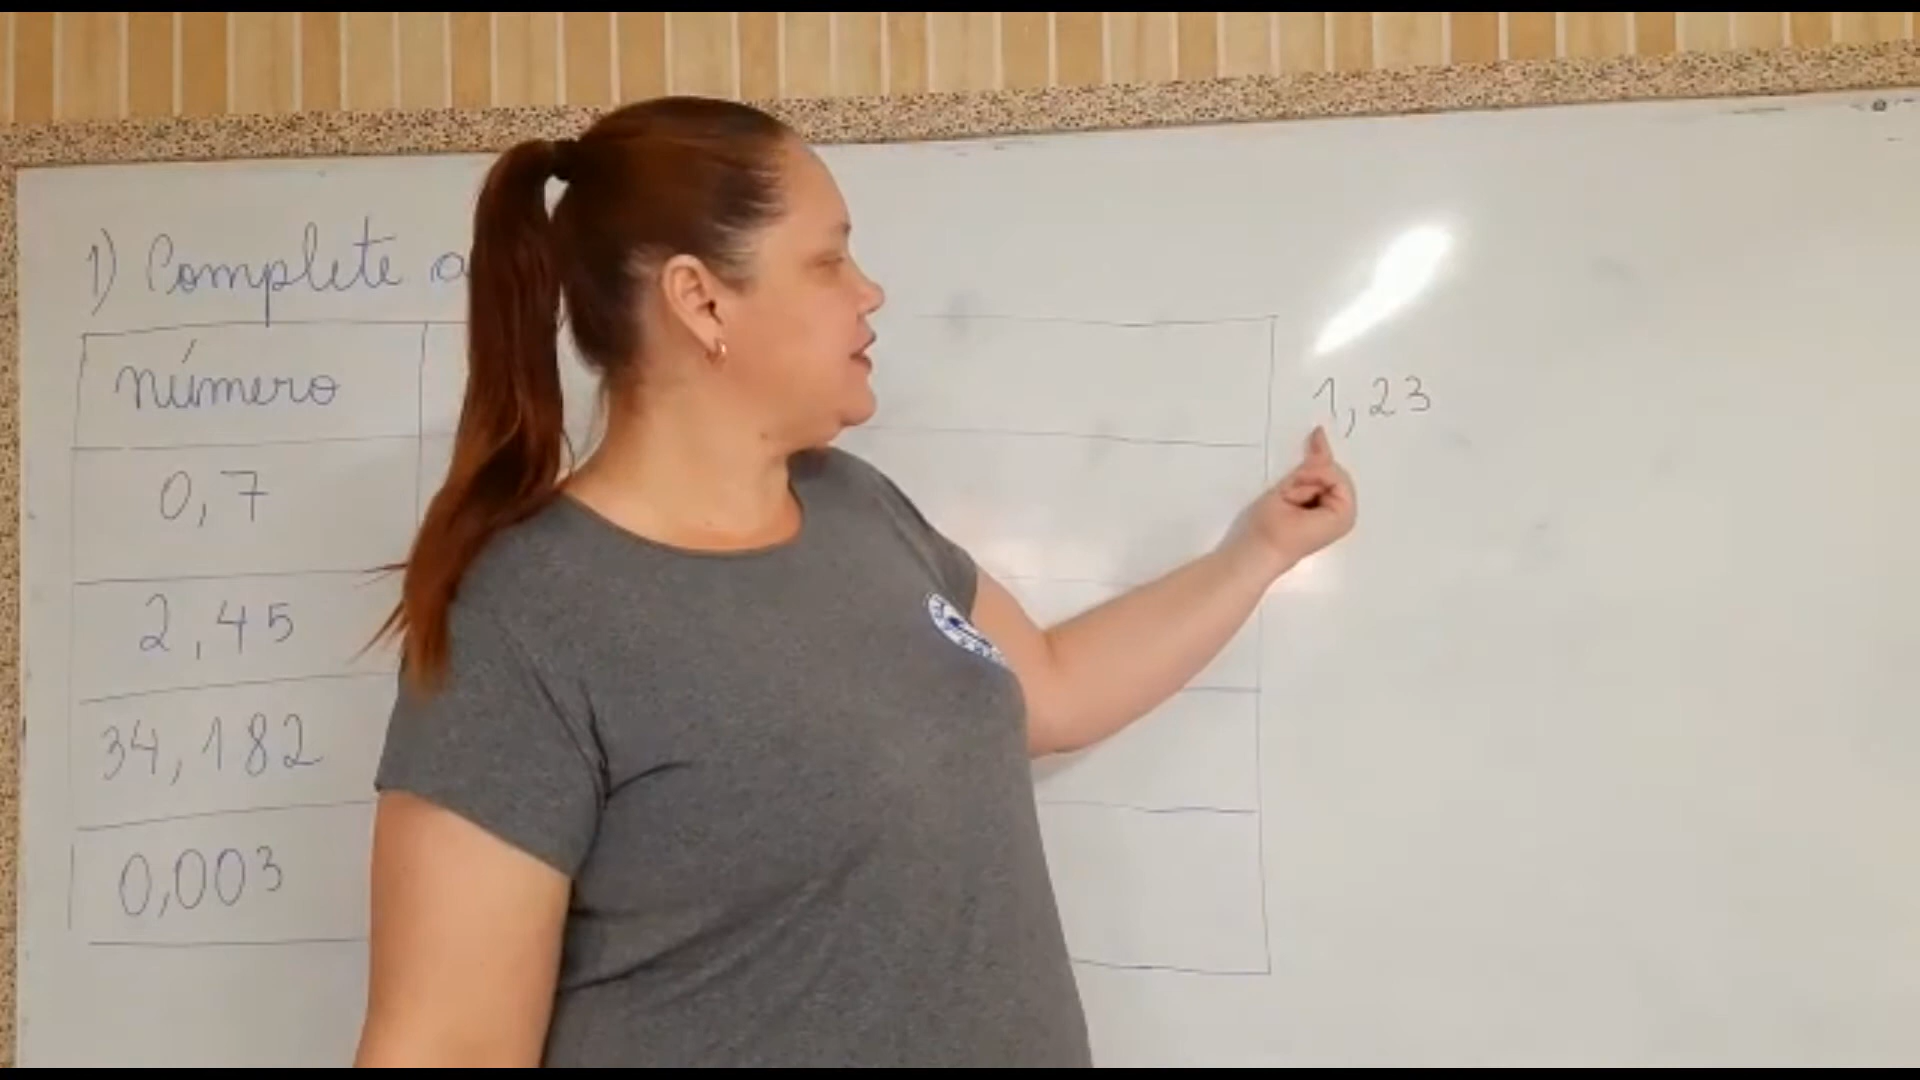 1) Complete a
número
1,23
0,7
2,45
34,182
0,003